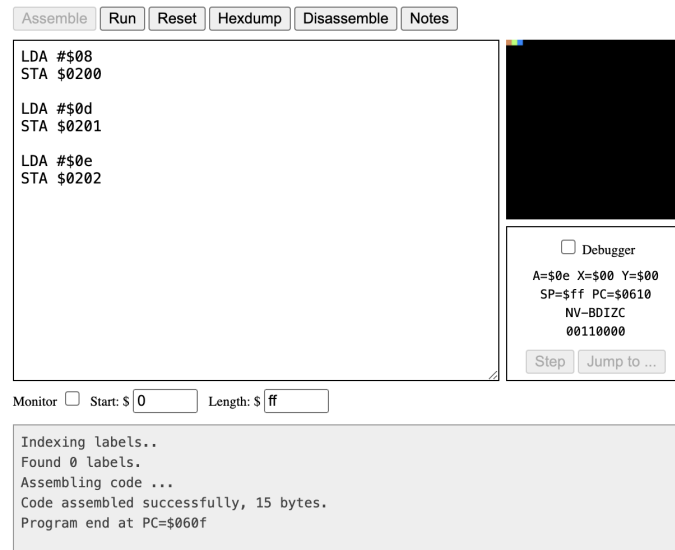 Assemble Run Reset Hexdump Disassemble Notes
LDA #$08
STA $0200
LDA #$0d
STA $0201
LDA #$0e
STA $0202
Debugger
A=$0e X=$00 Y=$00
SP=$ff PC=$0610
NV-BDIZC
00110000
Step Jump to ...
Monitor Start: $ 0 Length: $ ff
Indexing labels..
Found 0 labels.
Assembling code ...
Code assembled successfully, 15 bytes.
Program end at PC=$060f